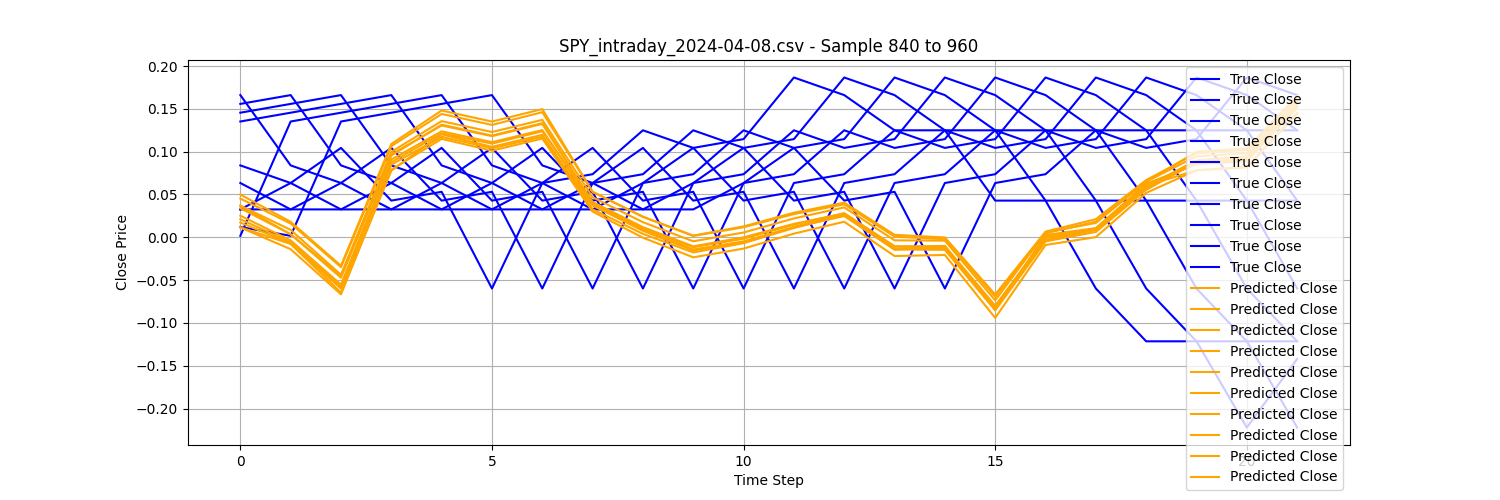 SPY_intraday_2024-04-08.csv - Sample 840 to 960
Close Price
0.20
0.15
0.10
0.05
0.00
−0.05
−0.10
−0.15
−0.20
0
5
10
15
20
Time Step
True Close
True Close
True Close
True Close
True Close
True Close
True Close
True Close
True Close
True Close
Predicted Close
Predicted Close
Predicted Close
Predicted Close
Predicted Close
Predicted Close
Predicted Close
Predicted Close
Predicted Close
Predicted Close